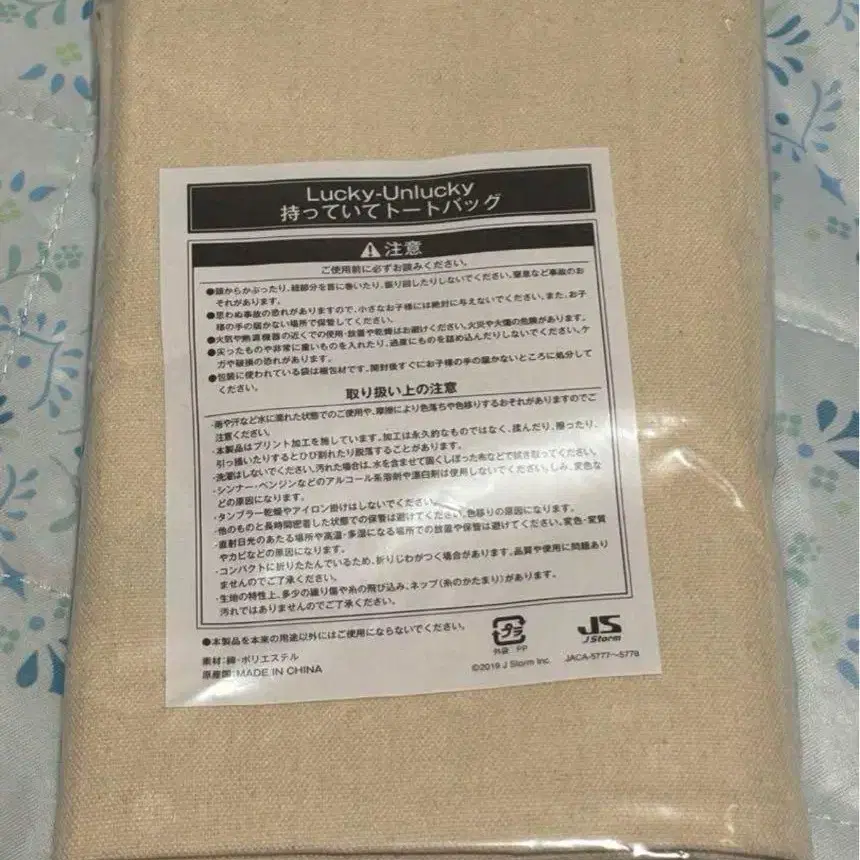 Lucky-Unlucky
持っていてトートバッグ
注意
ご使用前に必ずお読みください。
●頭からかぶったり、紐部分を首に巻いたり、振り回したりしないでください。窒息など事故のお
それがあります。
●思わぬ事故の恐れがありますので、小さなお子様には絶対に与えないでください。また、お子
様の手の届かない場所で保管してください。
●火気や熱器機の近くでの使用・放置や乾燥はお避けください。火災や火傷の危険があります。
●尖ったものや非常に重いものを入れたり、過度にものを詰め込んだりしないでください。ケ
ガや破損の恐れがあります。
●包装に使われている袋は梱包材です。開封後すぐにお子様の手の届かないところに処分して
ください。
取り扱い上の注意
・雨や汗など水に濡れた状態でのご使用や、摩擦により色落ちや色移りするおそれがありますのでご
注意ください。
・本製品はプリント加工を施しています。加工は永久的なものではなく、揉んだり、擦ったり、
引っ掻いたりするとひび割れたり脱落することがあります。
・洗濯はしないでください。汚れた場合は、水を含ませて固くしぼった布などで拭き取ってください。
・シンナー・ベンジンなどのアルコール系溶剤や漂白剤は使用しないでください。しみ、変色な
どの原因になります。
・タンブラー乾燥やアイロン掛けはしないでください。
・他のものと長時間密着した状態での保管は避けてください。色移りの原因になります。
・直射日光のあたる場所や高温・多湿になる場所での放置や保管は避けてください。変色・変質
やカビなどの原因になります。
・コンパクトに折りたたんでいるため、折りじわがつく場合があります。品質や使用に問題あり
ませんのでご了承ください。
・生地の特性上、多少の織り傷や糸の飛び込み、ネップ(糸のかたまり)があります。
汚れではありませんのでご了承ください。
●本製品を本来の用途以外にはご使用にならないでください。
素材:綿・ポリエステル
原産国:MADE IN CHINA
プラ
外袋:PP
JS
J Storm
©2019 J Storm Inc.
JACA-5777~5778